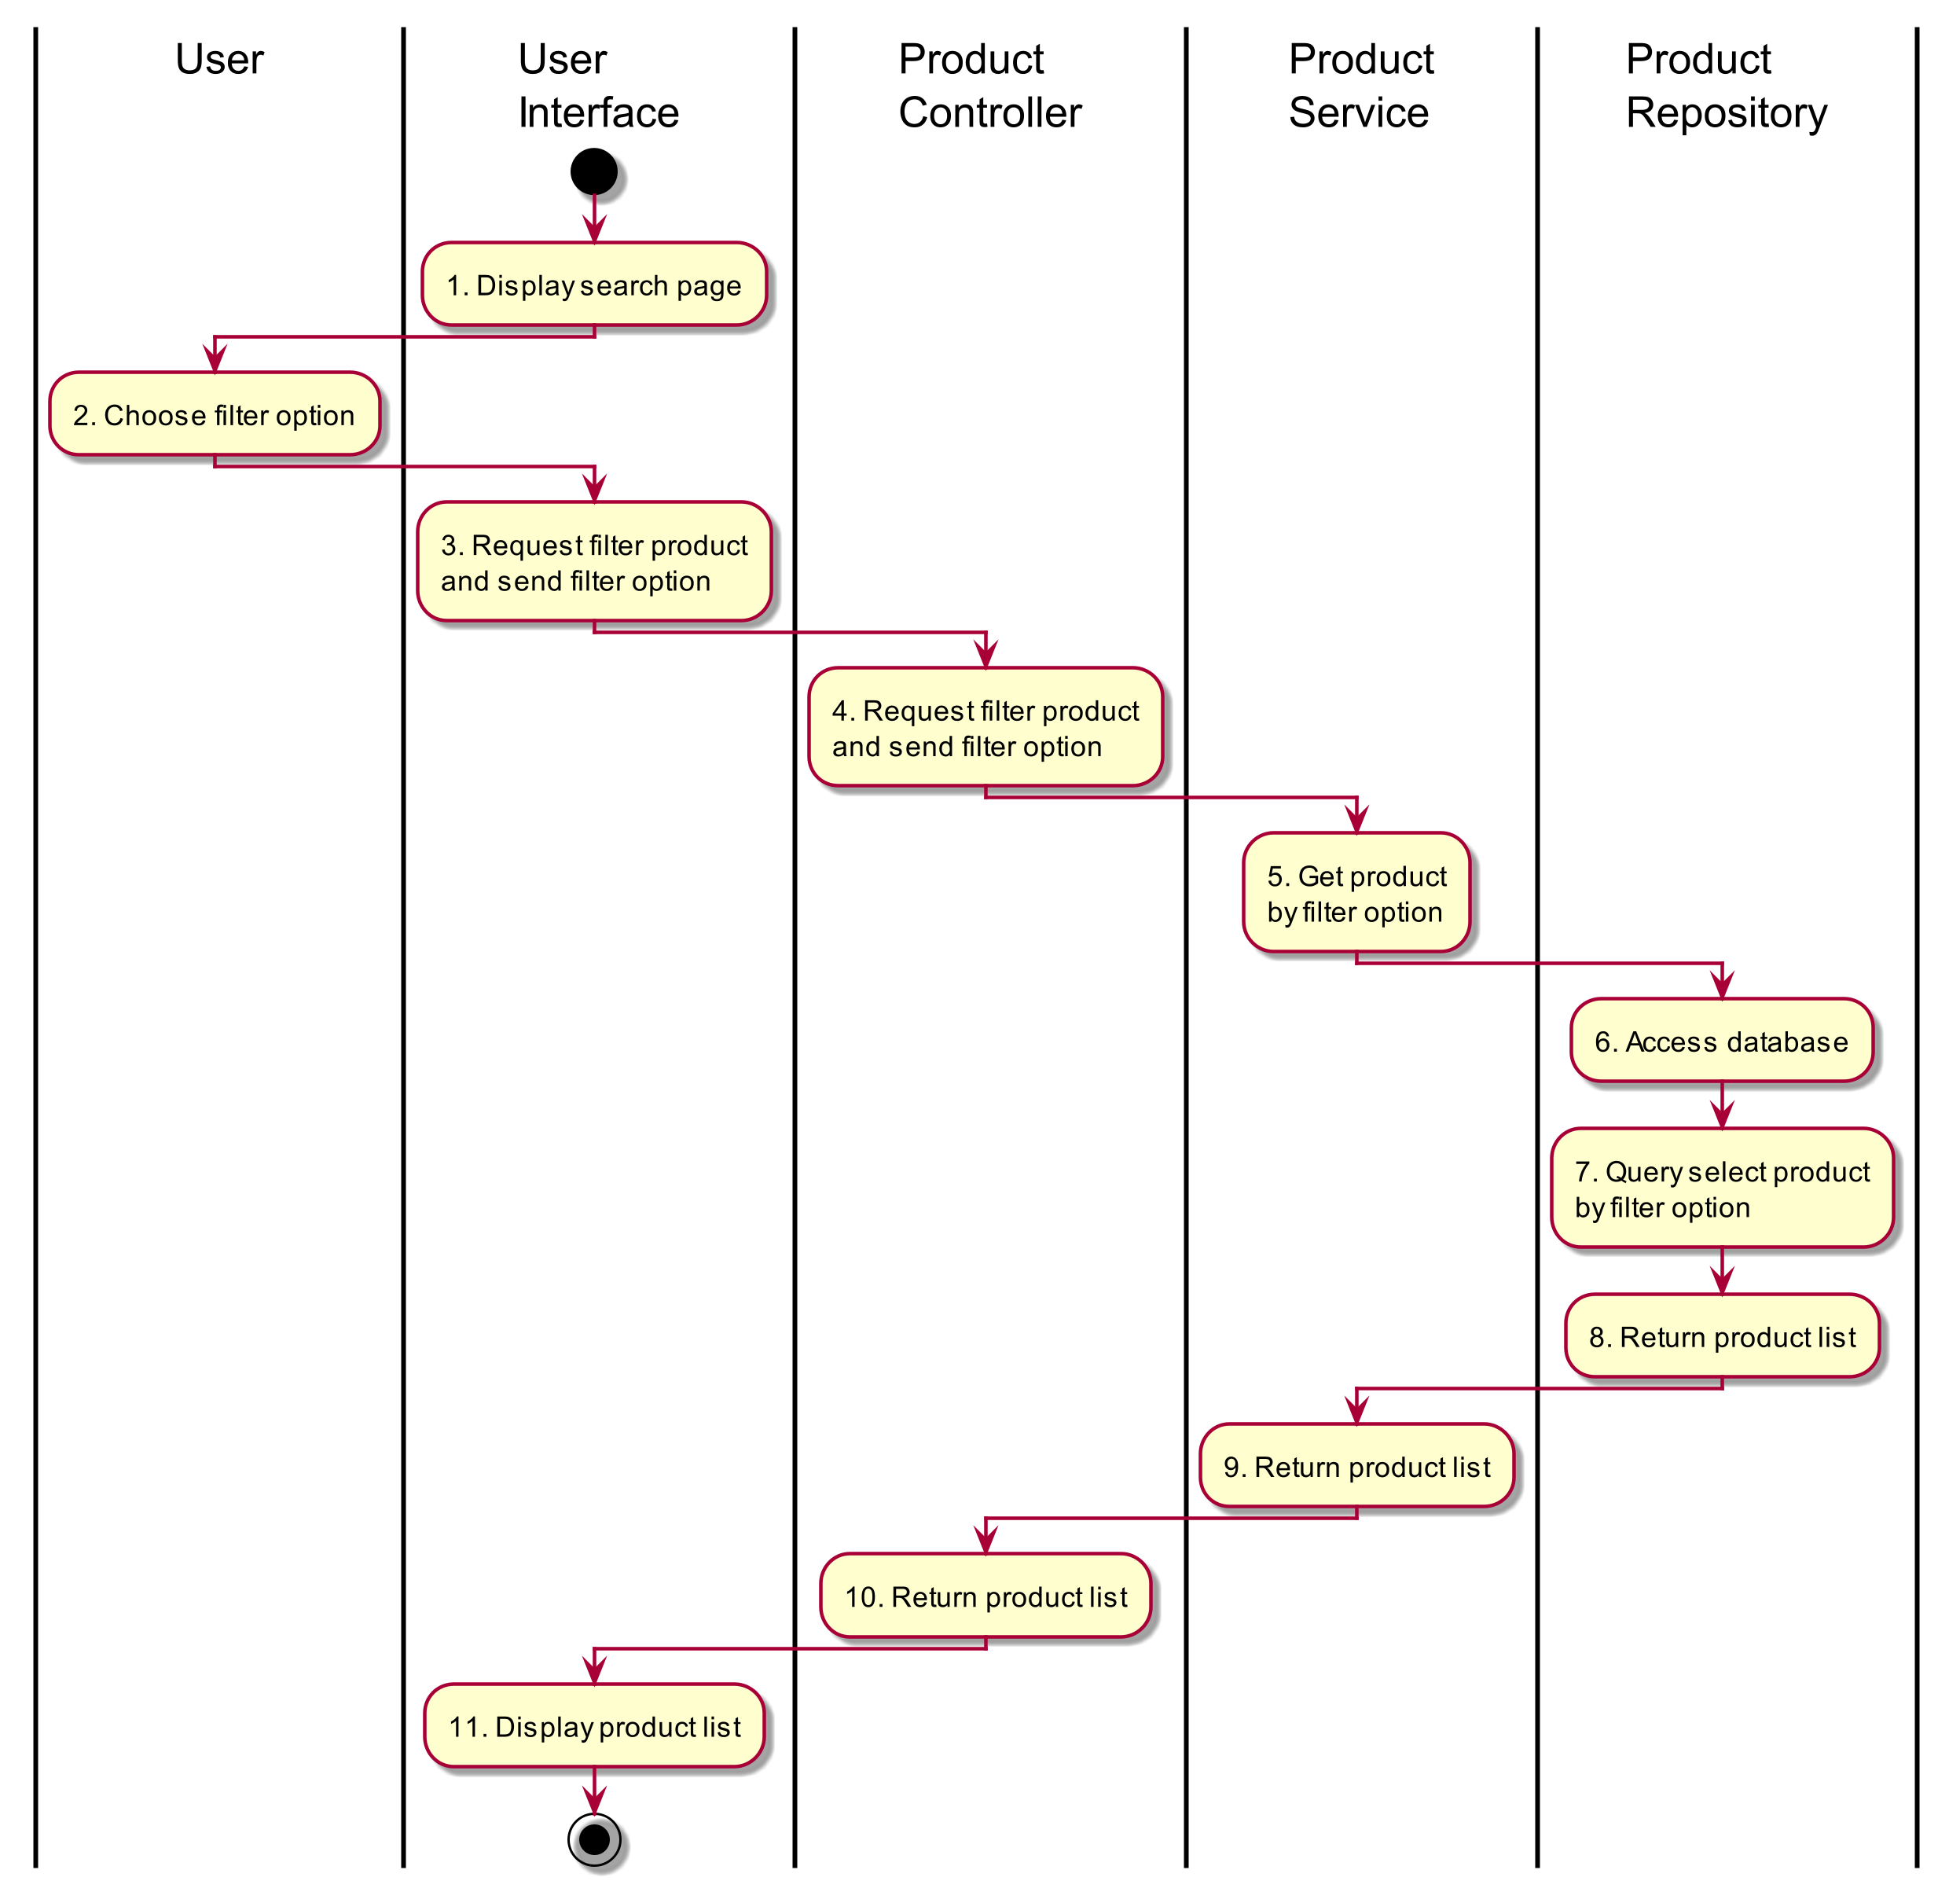 User
User
Interface
Product
Controller
Product
Service
Product
Repository
1. Display search page
2. Choose filter option
3. Request filter product
and send filter option
4. Request filter product
and send filter option
5. Get product
by filter option
6. Access database
7. Query select product
by filter option
8. Return product list
9. Return product list
10. Return product list
11. Display product list